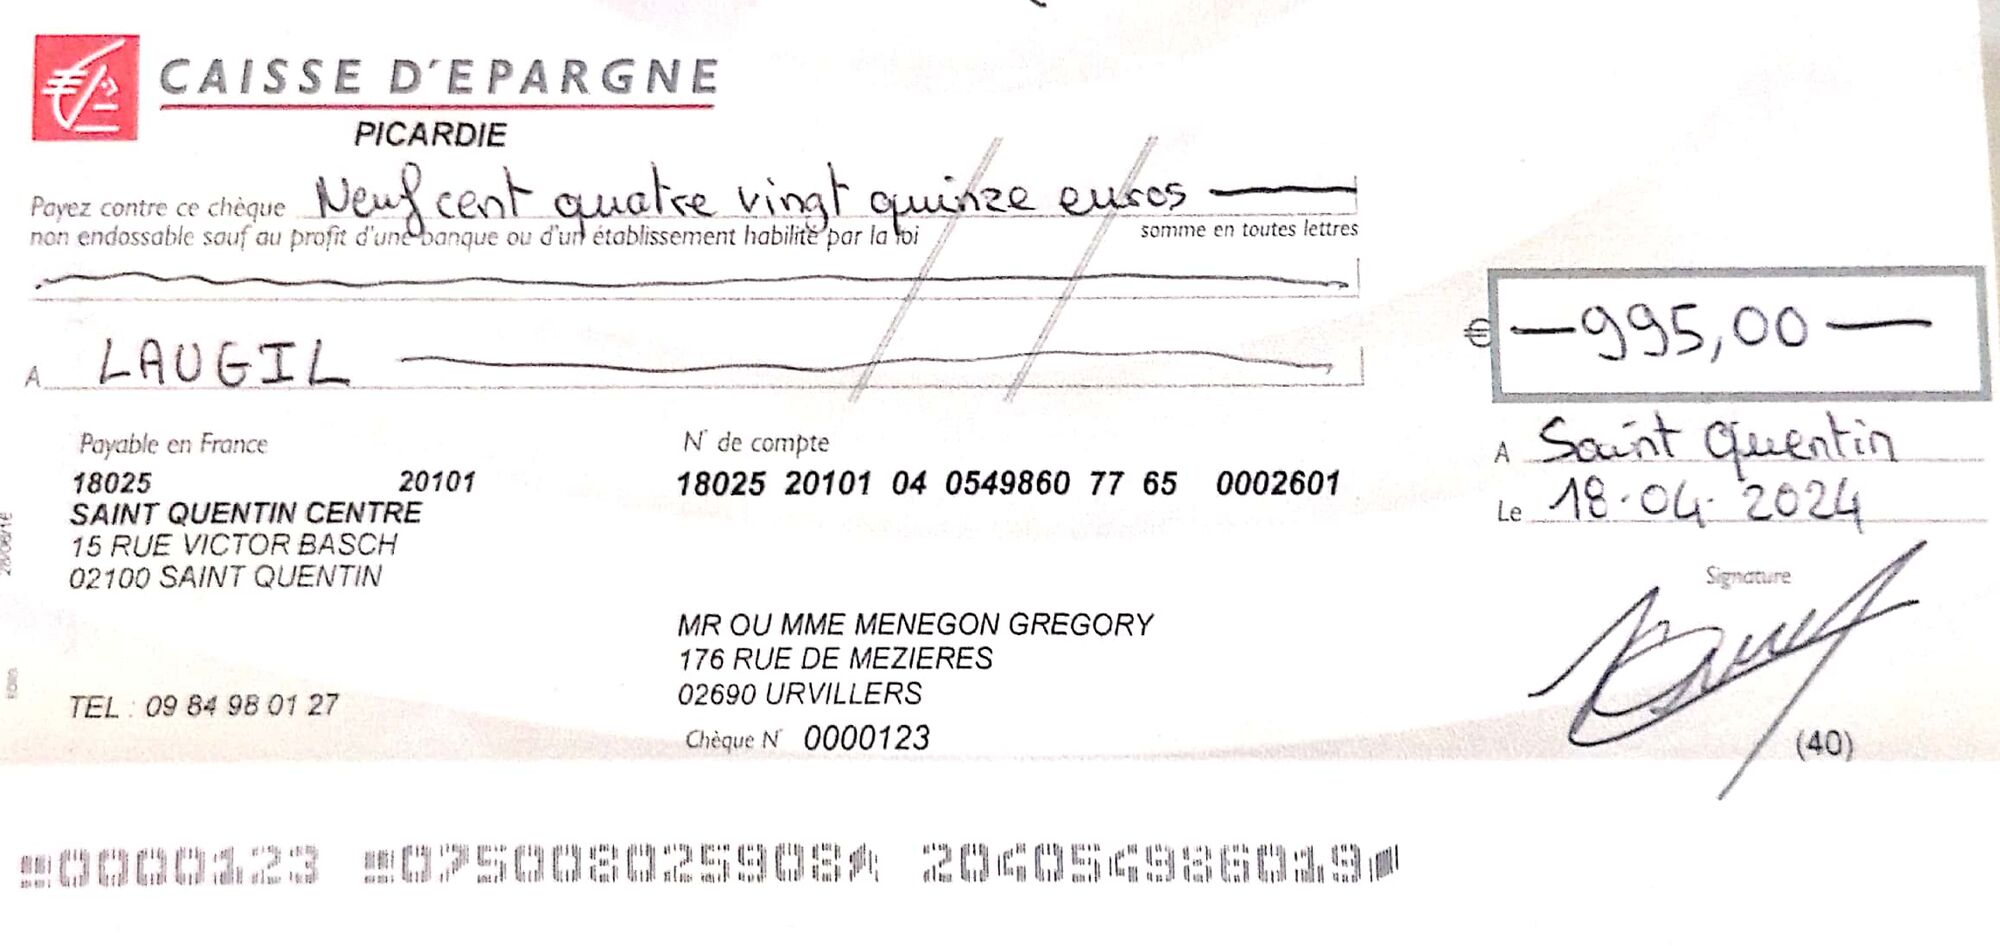 CAISSE D'EPARGNE
PICARDIE
Payez contre ce chèque Neuf cent quatre vingt quinze euros
non endossable sauf au profit d'une banque ou d'un établissement habilité par la loi somme en toutes lettres
€ 995,00
A LAUGIL
Payable en France N° de compte
A Saint Quentin
18025 20101 18025 20101 04 0549860 77 65 0002601
Le 18.04.2024
SAINT QUENTIN CENTRE
15 RUE VICTOR BASCH
02100 SAINT QUENTIN
Signature
MR OU MME MENEGON GREGORY
176 RUE DE MEZIERES
02690 URVILLERS
TEL : 09 84 98 01 27
Chèque N° 0000123
(40)
0000123 075008025908 204054986019